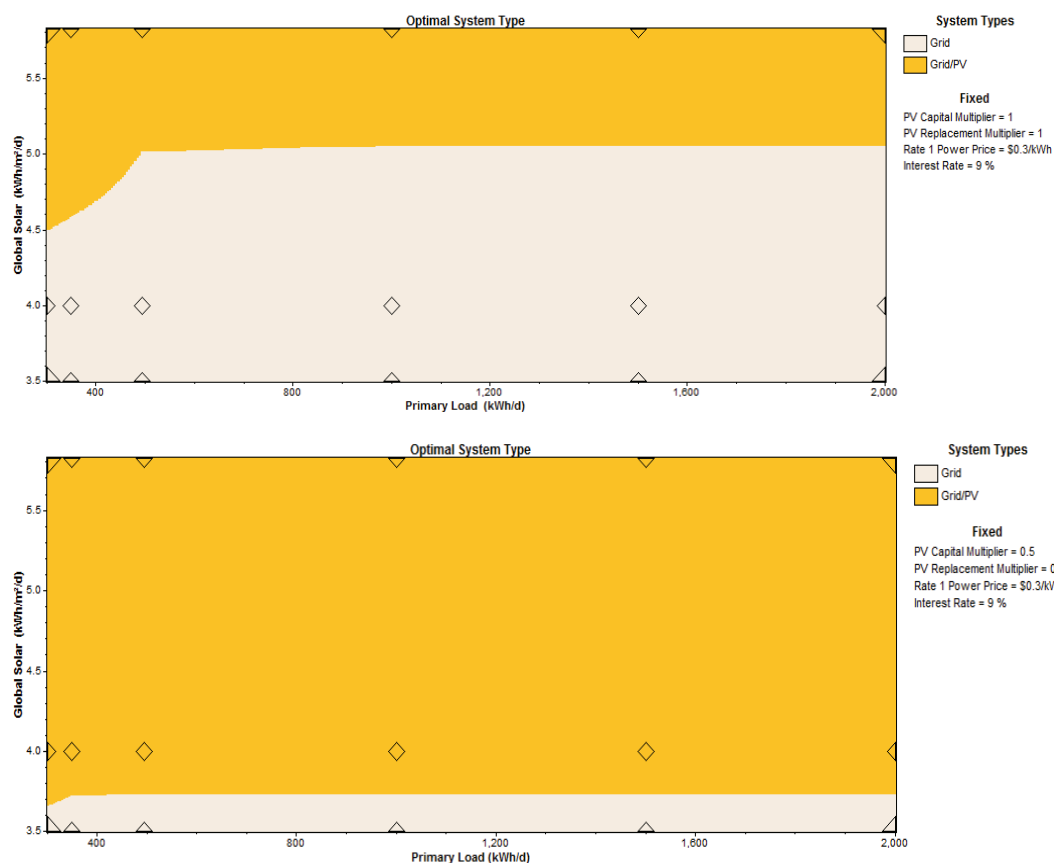 Optimal System Type
System Types
Grid
Grid/PV
Fixed
PV Capital Multiplier = 1
PV Replacement Multiplier = 1
Rate 1 Power Price = $0.3/kWh
Interest Rate = 9 %
Global Solar (kWh/m²/d)
5.5
5.0
4.5
4.0
3.5
400
800
1,200
1,600
2,000
Primary Load (kWh/d)
Optimal System Type
System Types
Grid
Grid/PV
Fixed
PV Capital Multiplier = 0.5
PV Replacement Multiplier = 0
Rate 1 Power Price = $0.3/kW
Interest Rate = 9 %
Global Solar (kWh/m²/d)
5.5
5.0
4.5
4.0
3.5
400
800
1,200
1,600
2,000
Primary Load (kWh/d)